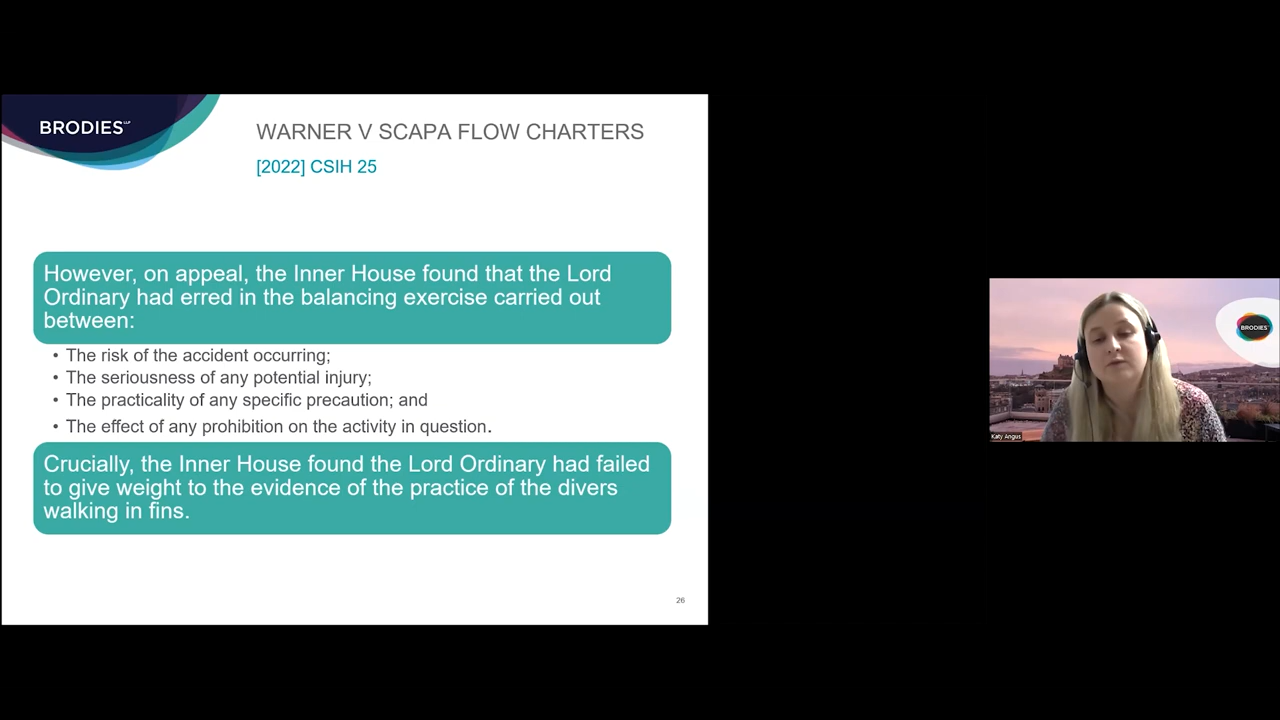 BRODIES LLP
WARNER V SCAPA FLOW CHARTERS
[2022] CSIH 25
However, on appeal, the Inner House found that the Lord
Ordinary had erred in the balancing exercise carried out
between:
• The risk of the accident occurring;
• The seriousness of any potential injury;
• The practicality of any specific precaution; and
• The effect of any prohibition on the activity in question.
Crucially, the Inner House found the Lord Ordinary had failed
to give weight to the evidence of the practice of the divers
walking in fins.
26
BRODIES
Katy Angus